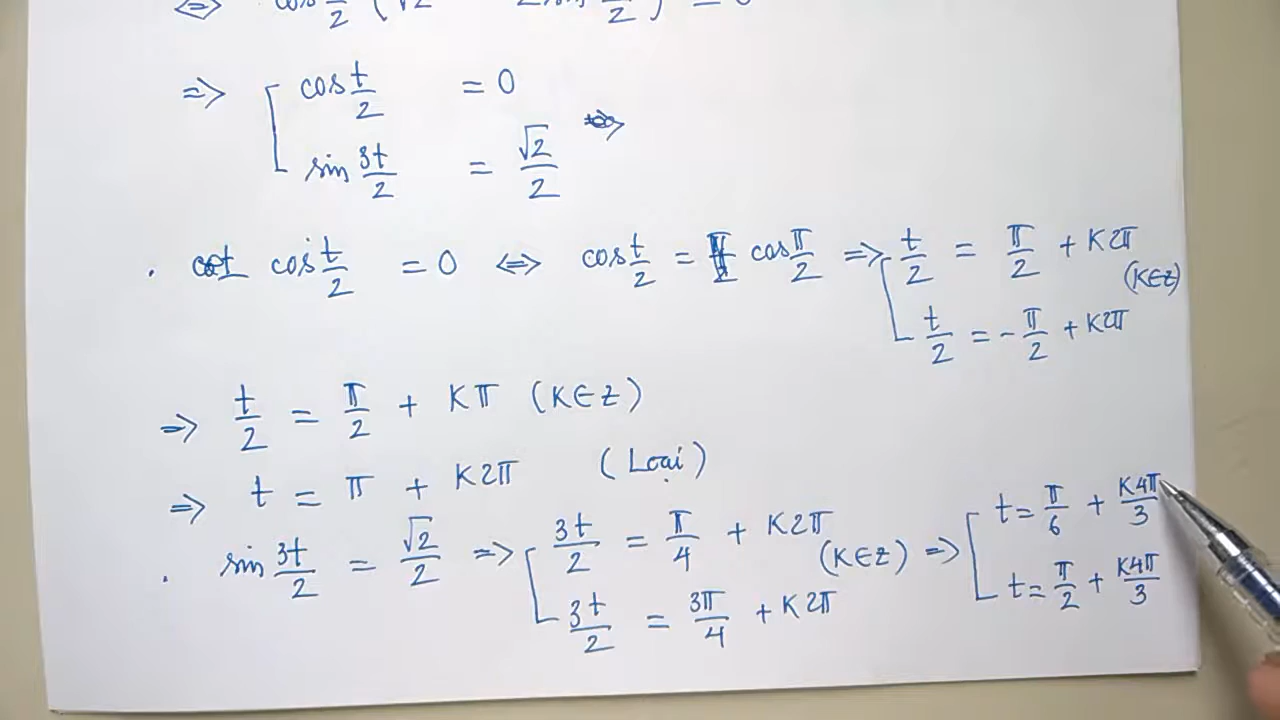 <=> cos t/2 (√2 2sin /2) = 0
=> [ cos t/2 = 0
sin 3t/2 = √2/2 =>
. cos t/2 = 0 <=> cos t/2 = cos π/2 => [ t/2 = π/2 + K2π
(K∈Z)
t/2 = -π/2 + K2π
=> t/2 = π/2 + Kπ (K∈Z)
=> t = π + K2π (Loại)
. sin 3t/2 = √2/2 => [ 3t/2 = π/4 + K2π (K∈Z) => [ t = π/6 + K4π/3
3t/2 = 3π/4 + K2π t = π/2 + K4π/3